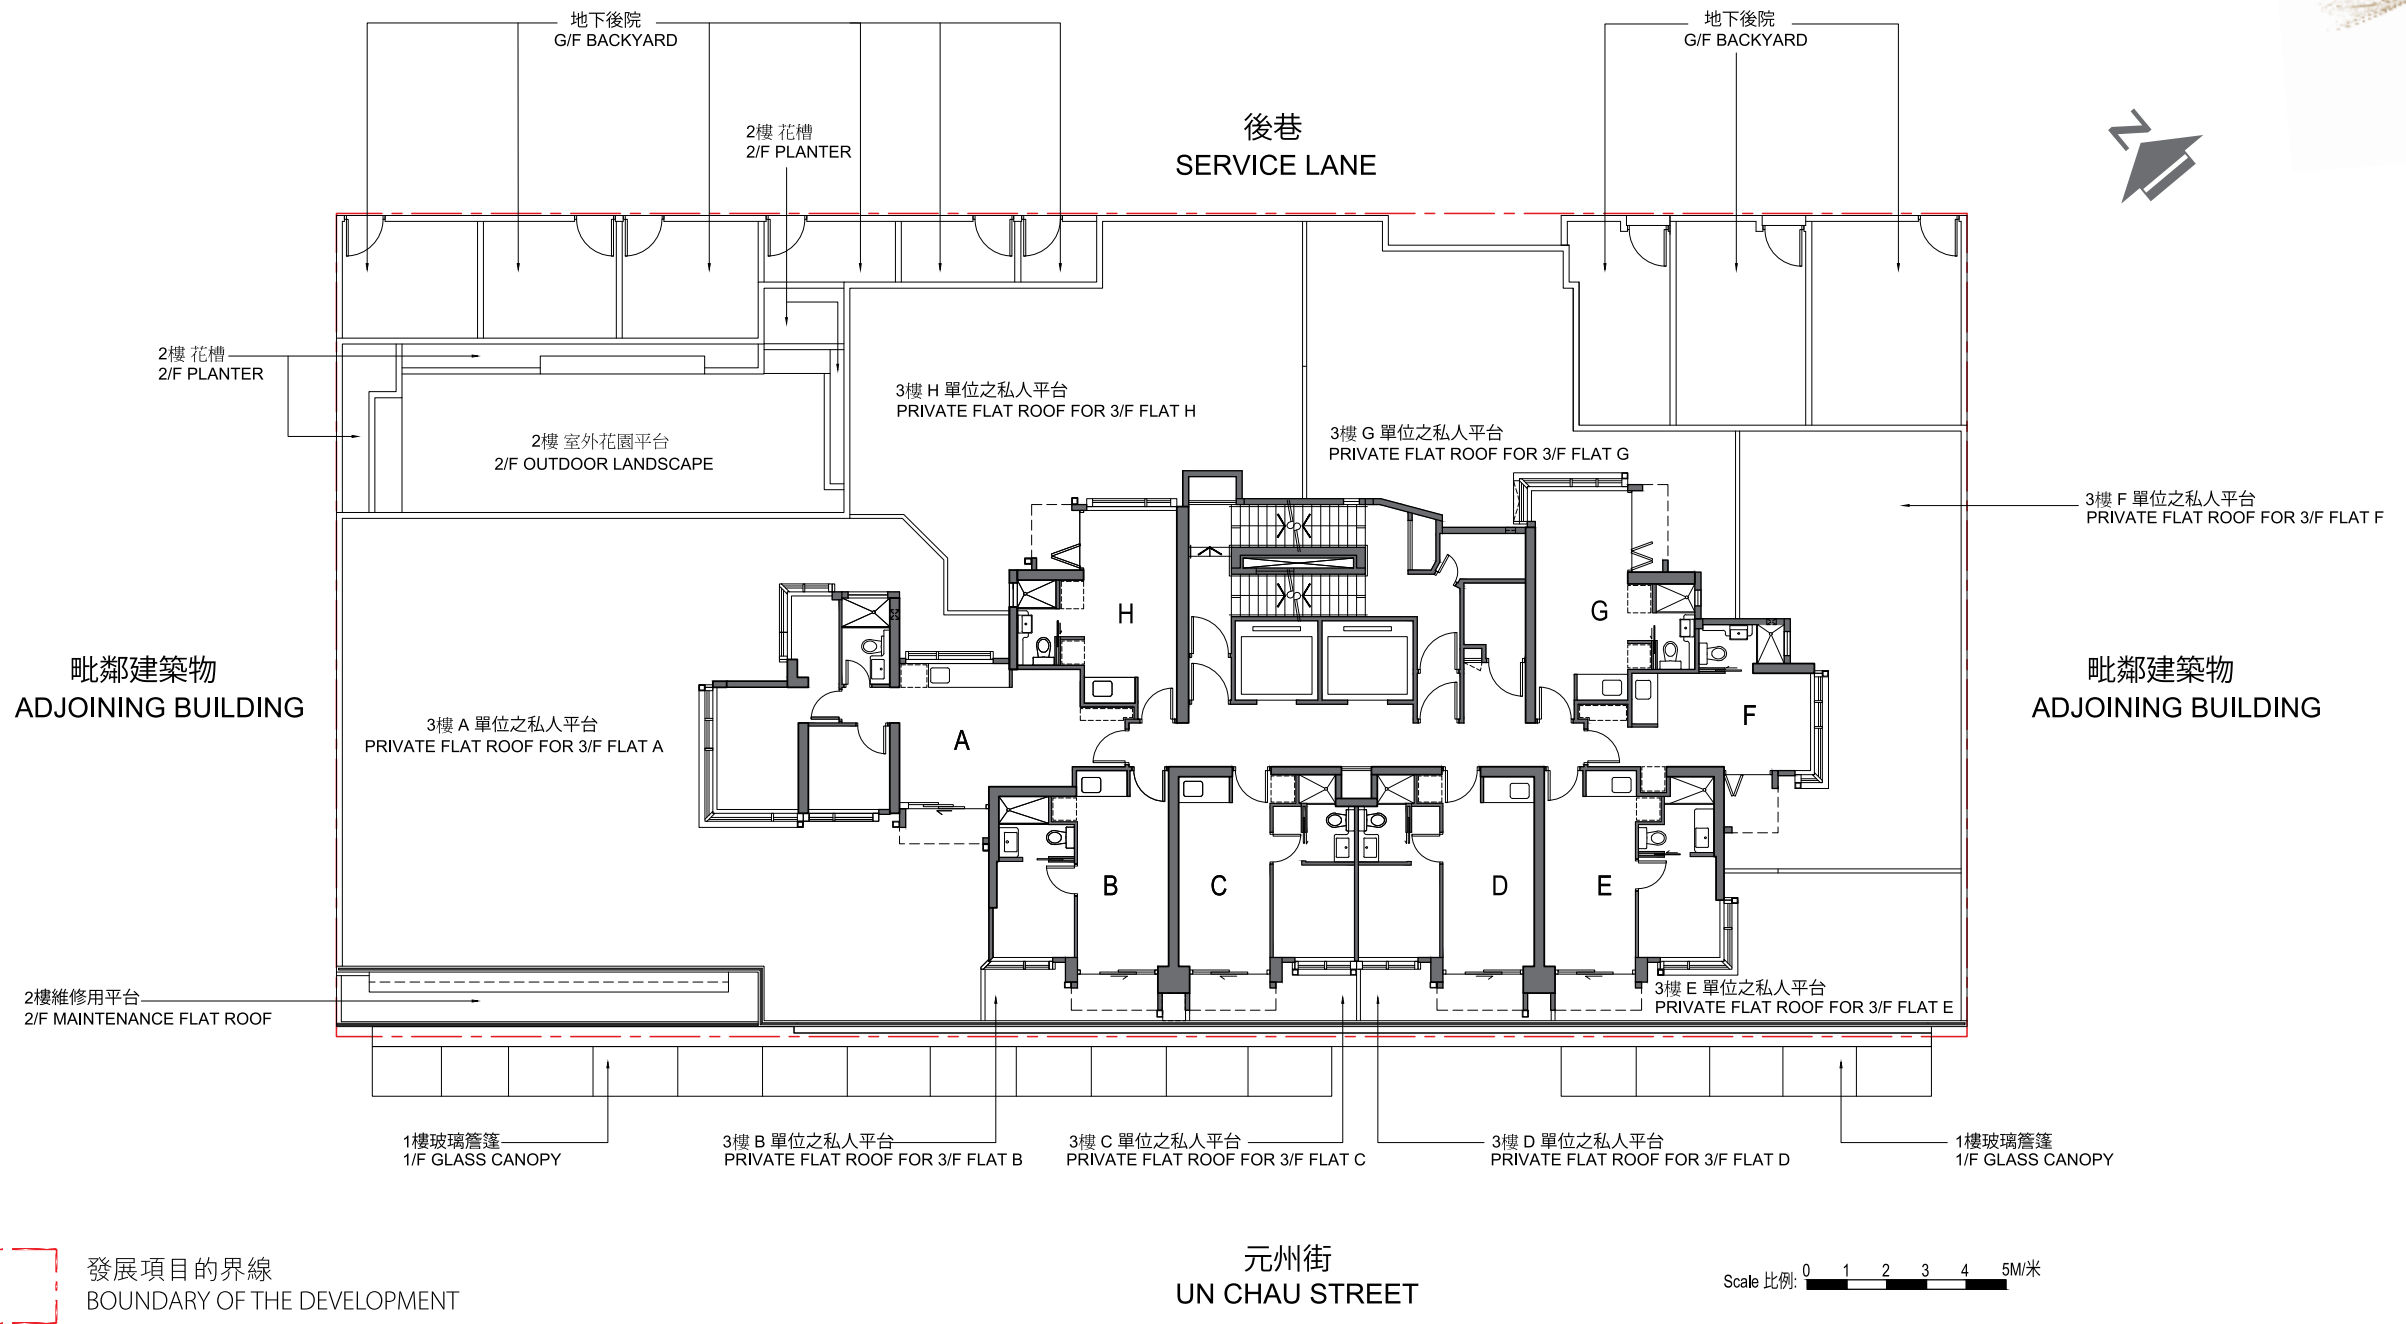 地下後院
G/F BACKYARD
地下後院
G/F BACKYARD
2樓 花槽
2/F PLANTER
後巷
SERVICE LANE
N
2樓 花槽
2/F PLANTER
3樓 H 單位之私人平台
PRIVATE FLAT ROOF FOR 3/F FLAT H
2樓 室外花園平台
2/F OUTDOOR LANDSCAPE
3樓 G 單位之私人平台
PRIVATE FLAT ROOF FOR 3/F FLAT G
3樓 F 單位之私人平台
PRIVATE FLAT ROOF FOR 3/F FLAT F
H
G
毗鄰建築物
ADJOINING BUILDING
毗鄰建築物
ADJOINING BUILDING
3樓 A 單位之私人平台
PRIVATE FLAT ROOF FOR 3/F FLAT A
A
F
B
C
D
E
2樓維修用平台
2/F MAINTENANCE FLAT ROOF
3樓 E 單位之私人平台
PRIVATE FLAT ROOF FOR 3/F FLAT E
1樓玻璃簷篷
1/F GLASS CANOPY
3樓 B 單位之私人平台
PRIVATE FLAT ROOF FOR 3/F FLAT B
3樓 C 單位之私人平台
PRIVATE FLAT ROOF FOR 3/F FLAT C
3樓 D 單位之私人平台
PRIVATE FLAT ROOF FOR 3/F FLAT D
1樓玻璃簷篷
1/F GLASS CANOPY
發展項目的界線
BOUNDARY OF THE DEVELOPMENT
元州街
UN CHAU STREET
Scale 比例: 0 1 2 3 4 5M/米